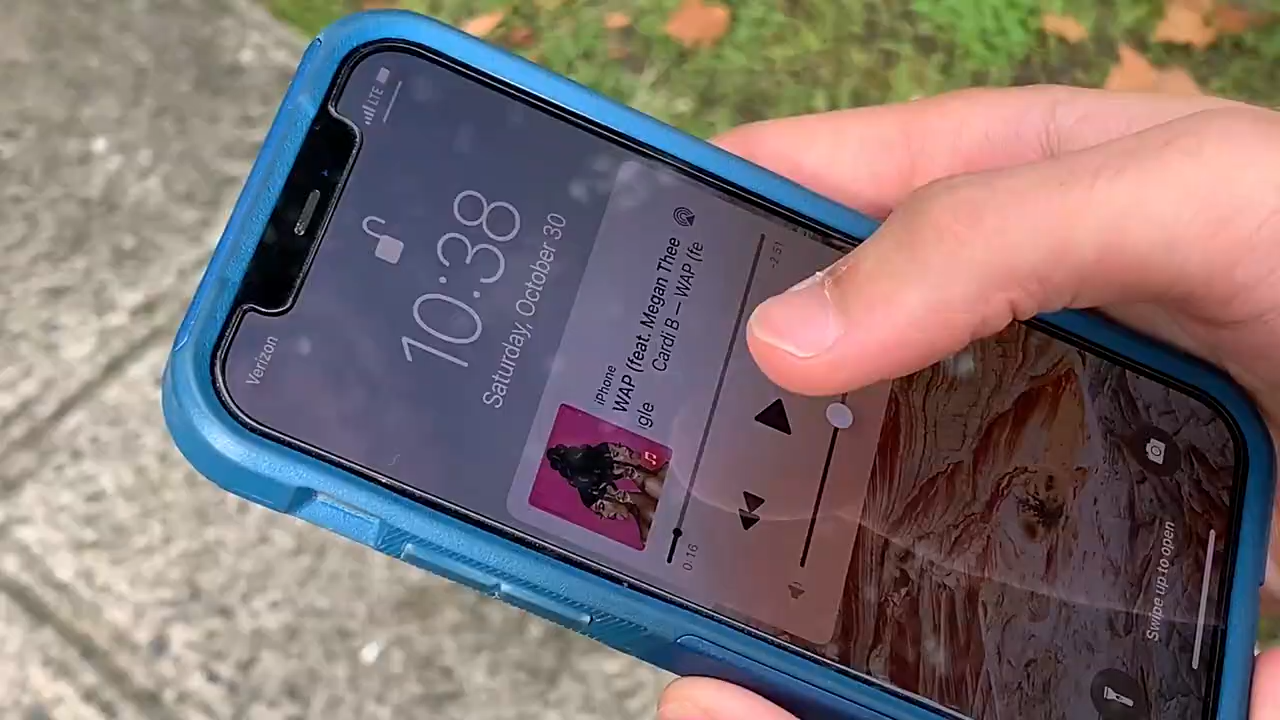 Verizon
LTE
10:38
Saturday, October 30
iPhone
WAP (feat. Megan Thee
igle
Cardi B — WAP (fe
0:16
-2:51
Swipe up to open